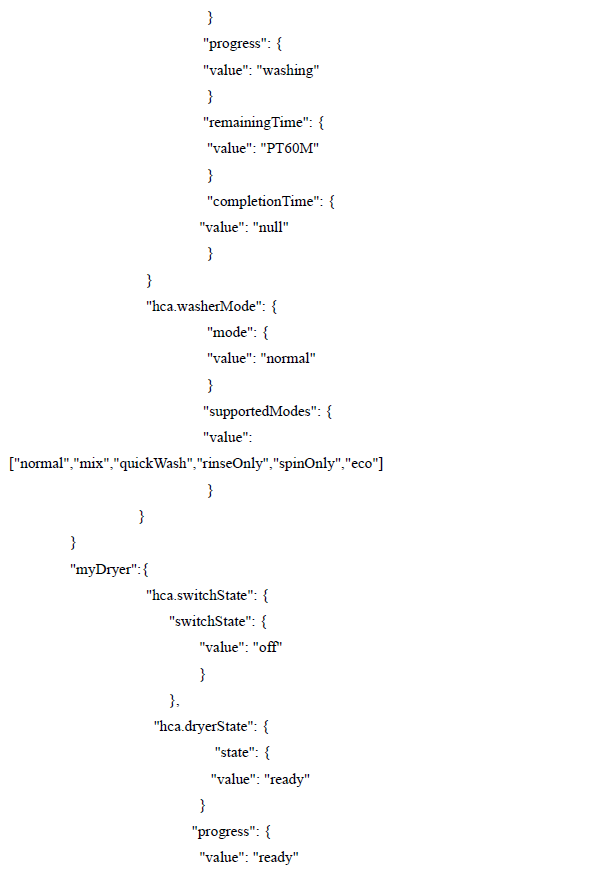 }
"progress": {
"value": "washing"
}
"remainingTime": {
"value": "PT60M"
}
"completionTime": {
"value": "null"
}
}
"hca.washerMode": {
"mode": {
"value": "normal"
}
"supportedModes": {
"value":
["normal","mix","quickWash","rinseOnly","spinOnly","eco"]
}
}
}
"myDryer":{
"hca.switchState": {
"switchState": {
"value": "off"
}
},
"hca.dryerState": {
"state": {
"value": "ready"
}
"progress": {
"value": "ready"